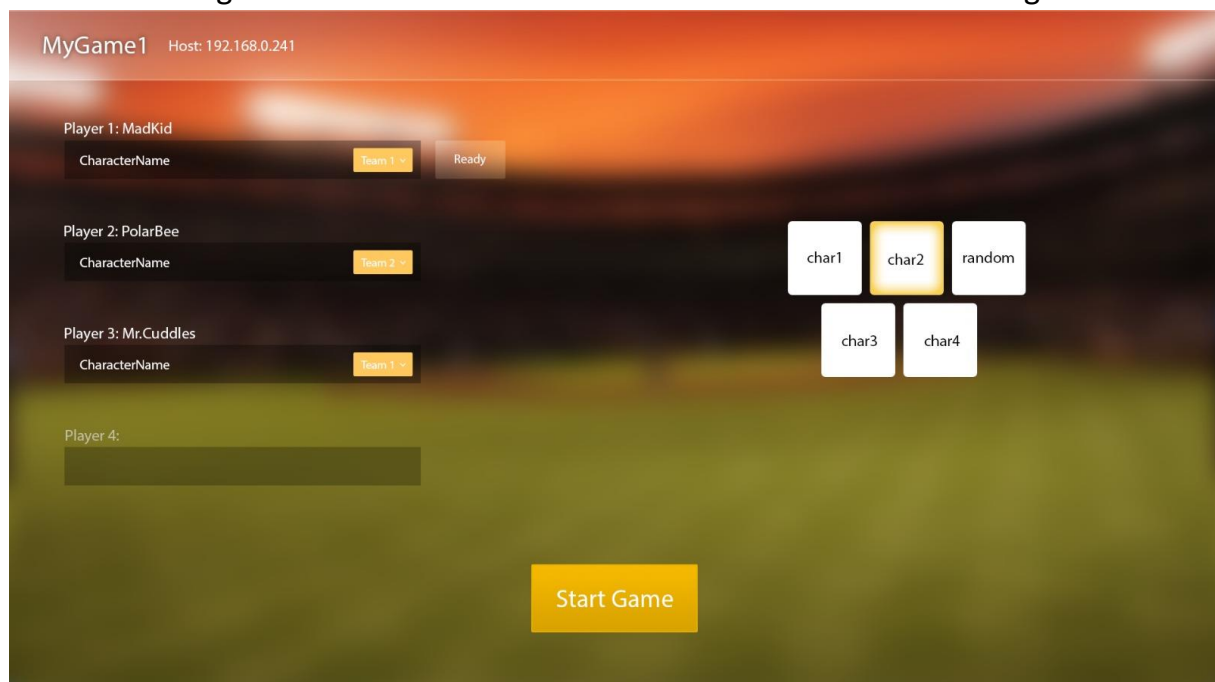 MyGame1 Host: 192.168.0.241
Player 1: MadKid
CharacterName Team 1 Ready
Player 2: PolarBee
CharacterName Team 2
Player 3: Mr.Cuddles
CharacterName Team 1
Player 4:
char1 char2 random
char3 char4
Start Game